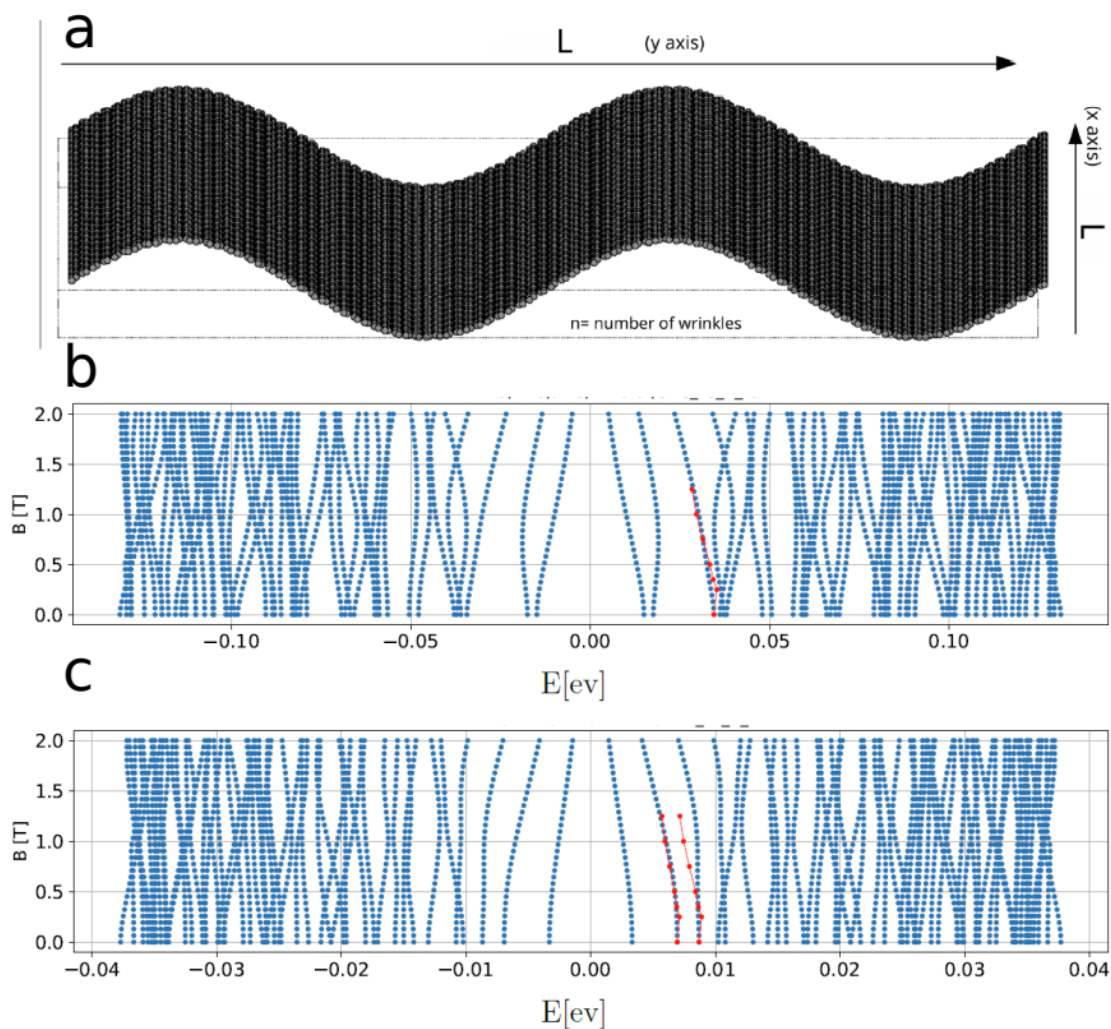 a
L (y axis)
(x axis)
L
n= number of wrinkles
b
2.0
1.5
1.0
0.5
0.0
B [T]
−0.10 −0.05 0.00 0.05 0.10
E[ev]
c
2.0
1.5
1.0
0.5
0.0
B [T]
−0.04 −0.03 −0.02 −0.01 0.00 0.01 0.02 0.03 0.04
E[ev]